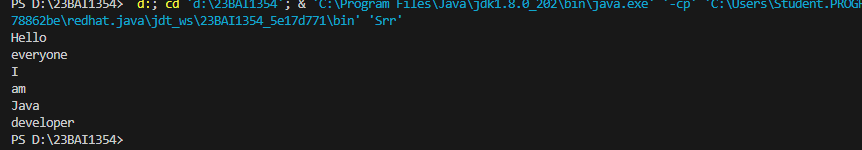 PS D:\23BAI1354> d:; cd 'd:\23BAI1354'; & 'C:\Program Files\Java\jdk1.8.0_202\bin\java.exe' '-cp' 'C:\Users\Student.PROG
78862be\redhat.java\jdt_ws\23BAI1354_5e17d771\bin' 'Srr'
Hello
everyone
I
am
Java
developer
PS D:\23BAI1354>